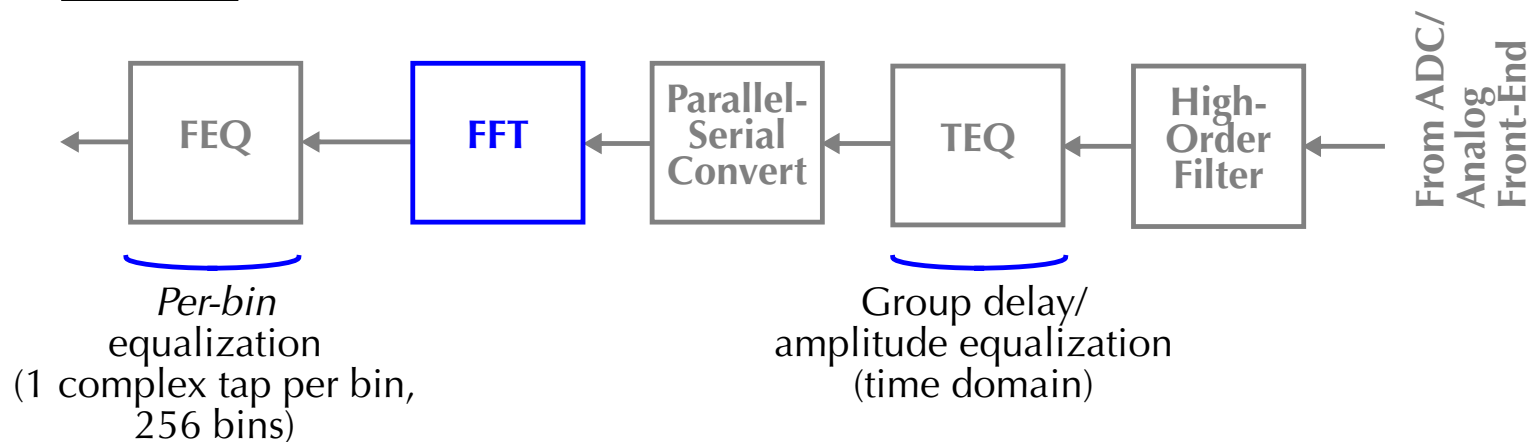 FEQ
FFT
Parallel-
Serial
Convert
TEQ
High-
Order
Filter
From ADC/
Analog
Front-End
Per-bin
equalization
(1 complex tap per bin,
256 bins)
Group delay/
amplitude equalization
(time domain)